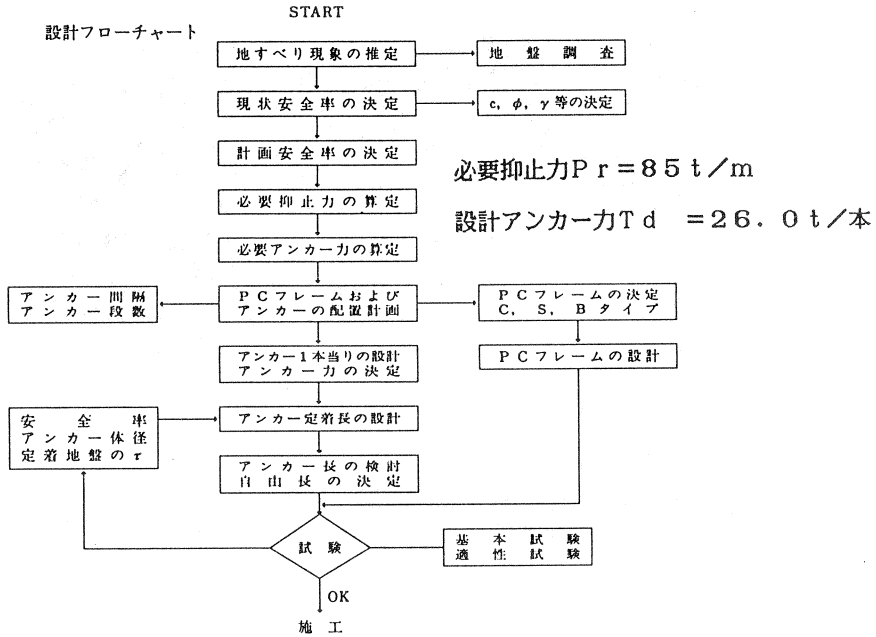 START
設計フローチャート
地すべり現象の推定
地盤調査
現状安全率の決定
c, φ, γ等の決定
計画安全率の決定
必要抑止力の算定
必要アンカー力の算定
必要抑止力Pr=85t/m
設計アンカー力Td =26.0t/本
アンカー間隔
アンカー段数
PCフレームおよび
アンカーの配置計画
PCフレームの決定
C, S, Bタイプ
アンカー1本当りの設計
アンカー力の決定
PCフレームの設計
安全率
アンカー体径
定着地盤のτ
アンカー定着長の設計
アンカー長の検討
自由長の決定
試験
基本試験
適性試験
OK
施工